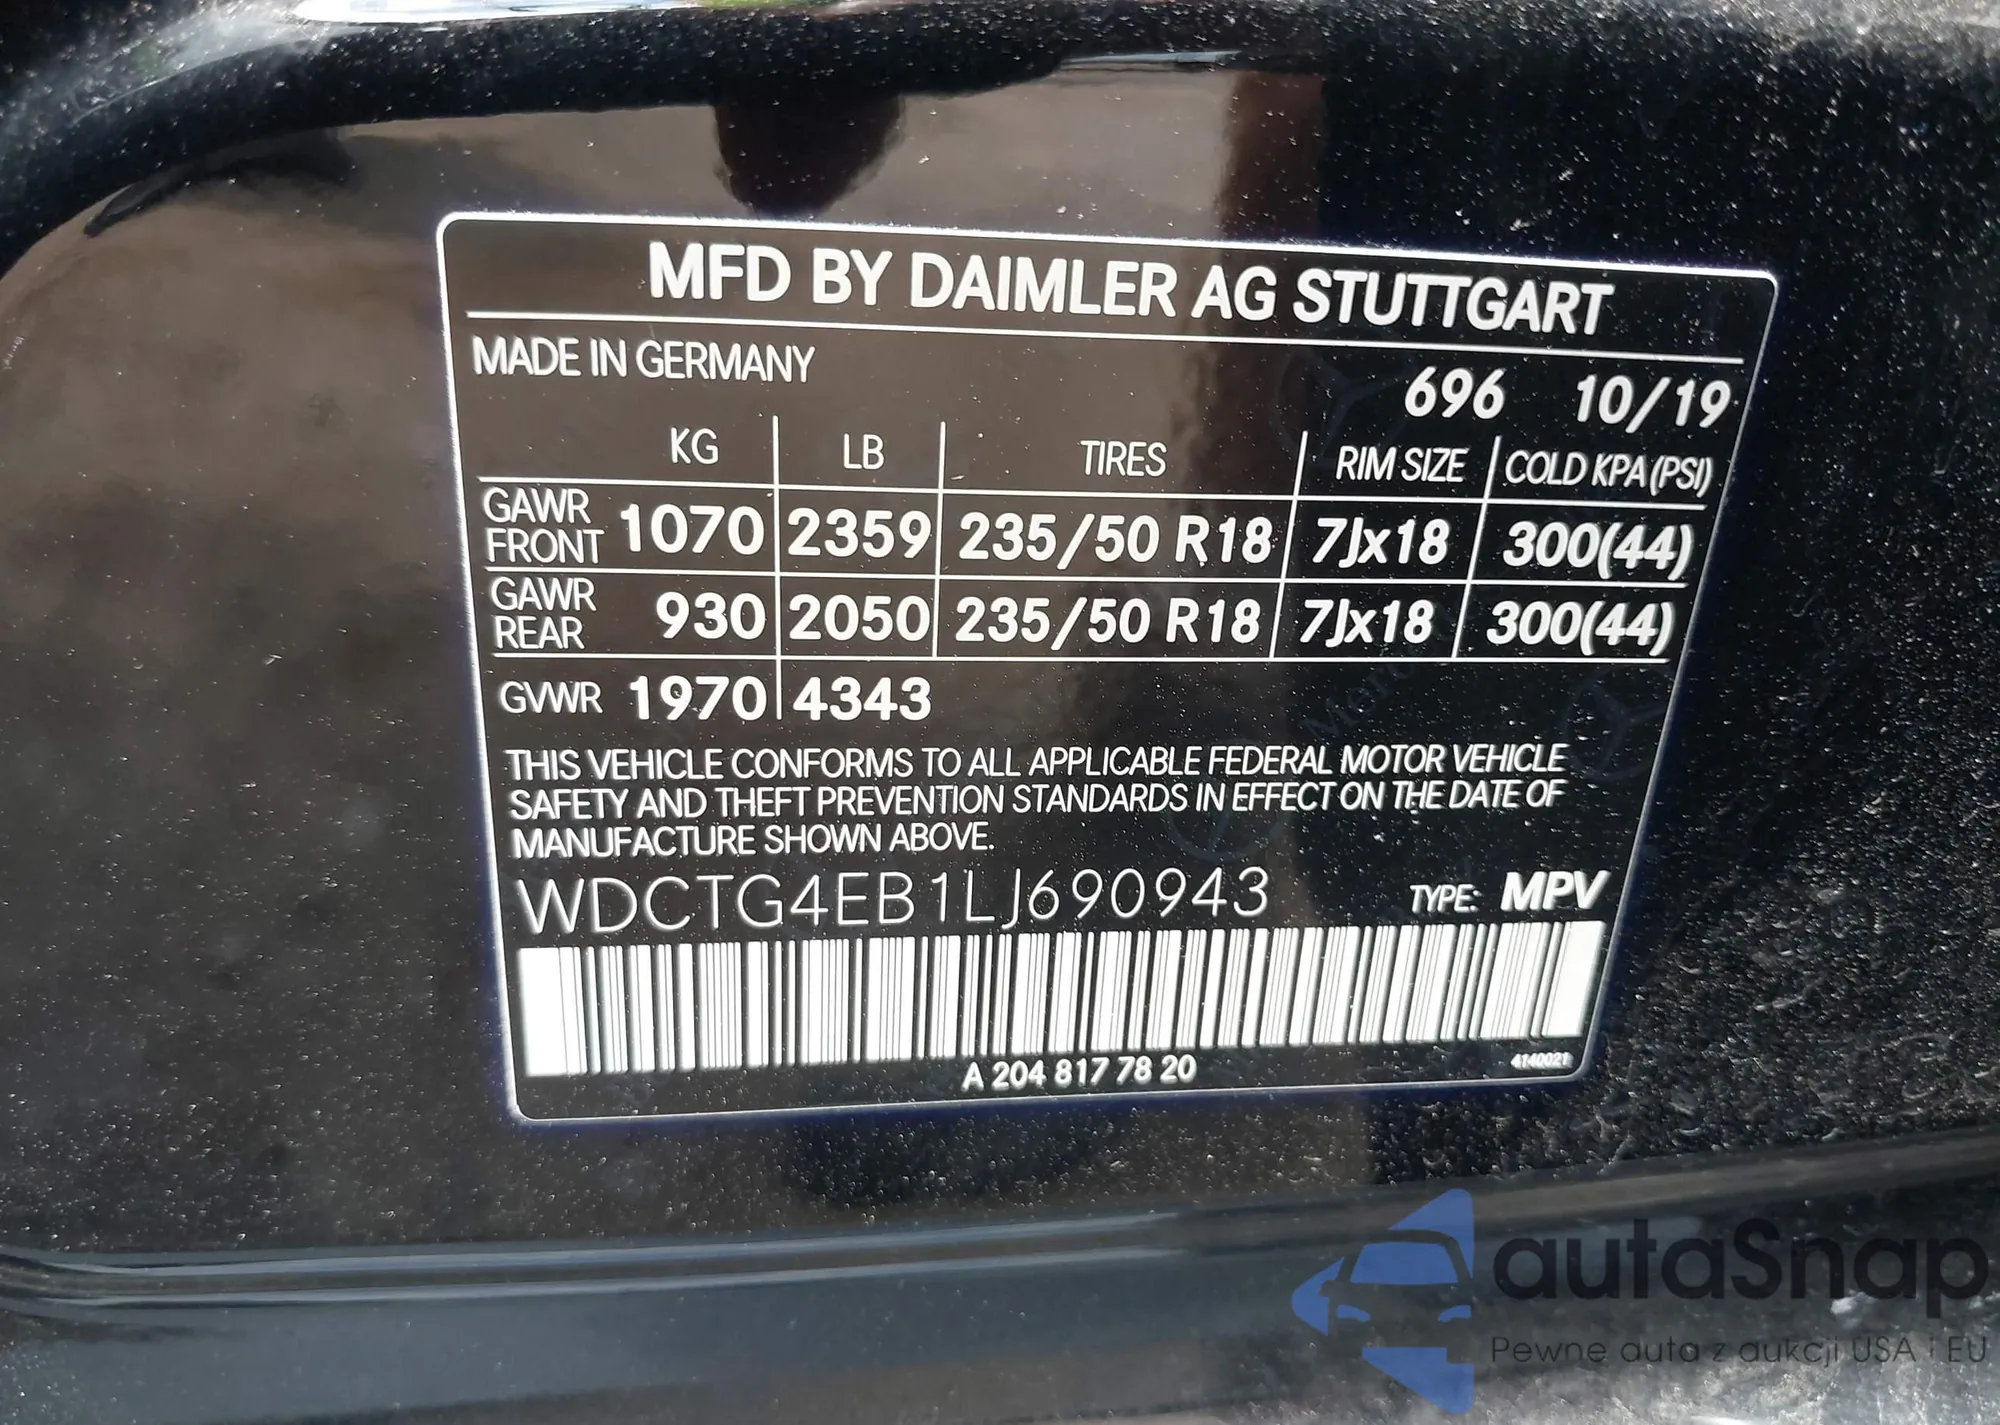 MFD BY DAIMLER AG STUTTGART
MADE IN GERMANY
696 10/19
KG LB TIRES RIM SIZE COLD KPA (PSI)
GAWR FRONT 1070 2359 235/50 R18 7Jx18 300(44)
GAWR REAR 930 2050 235/50 R18 7Jx18 300(44)
GVWR 1970 4343
THIS VEHICLE CONFORMS TO ALL APPLICABLE FEDERAL MOTOR VEHICLE
SAFETY AND THEFT PREVENTION STANDARDS IN EFFECT ON THE DATE OF
MANUFACTURE SHOWN ABOVE.
WDCTG4EB1LJ690943 TYPE: MPV
A 204 817 78 20 4140021
autaSnap
Pewne auta z aukcji USA i EU